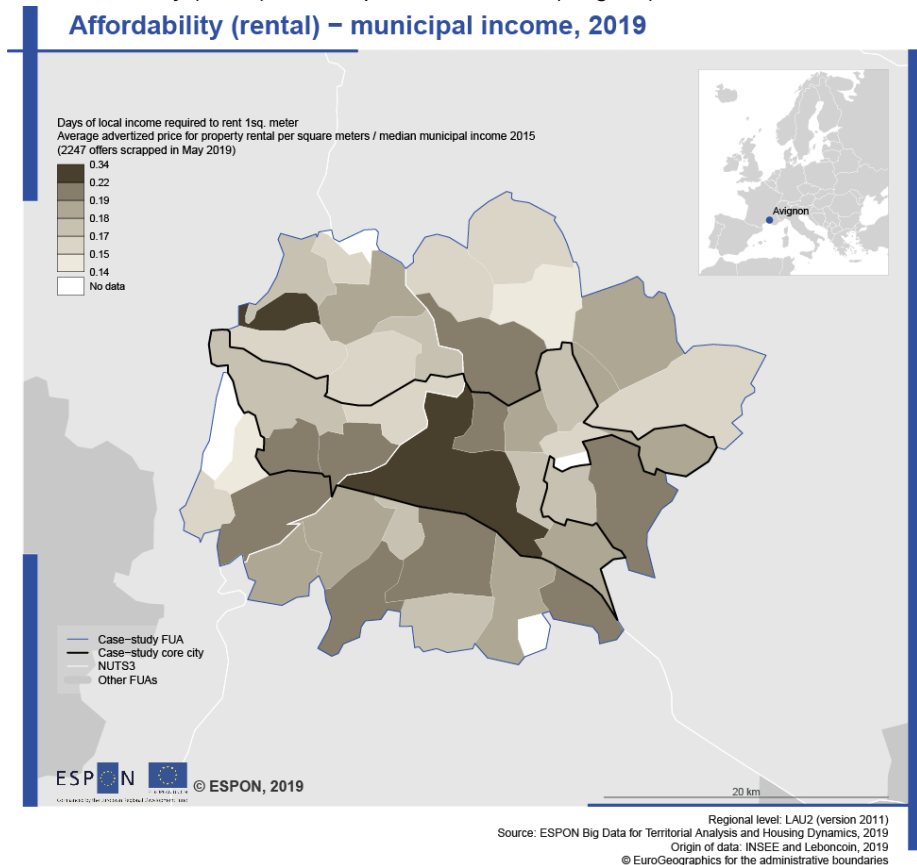 Affordability (rental) − municipal income, 2019
Days of local income required to rent 1sq. meter
Average advertized price for property rental per square meters / median municipal income 2015
(2247 offers scrapped in May 2019)
0.34
0.22
0.19
0.18
0.17
0.15
0.14
No data
Avignon
Case−study FUA
Case−study core city
NUTS3
Other FUAs
ESPON
© ESPON, 2019
20 km
Regional level: LAU2 (version 2011)
Source: ESPON Big Data for Territorial Analysis and Housing Dynamics, 2019
Origin of data: INSEE and Leboncoin, 2019
© EuroGeographics for the administrative boundaries